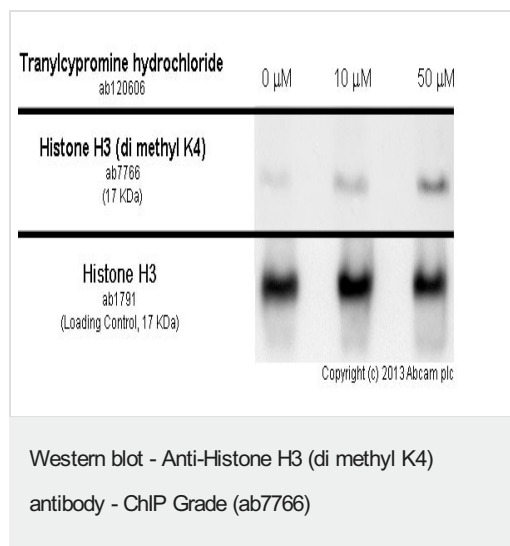 Tranylcypromine hydrochloride
ab120606
0 µM 10 µM 50 µM
Histone H3 (di methyl K4)
ab7766
(17 KDa)
Histone H3
ab1791
(Loading Control, 17 KDa)
Copyright (c) 2013 Abcam plc
Western blot - Anti-Histone H3 (di methyl K4)
antibody - ChIP Grade (ab7766)